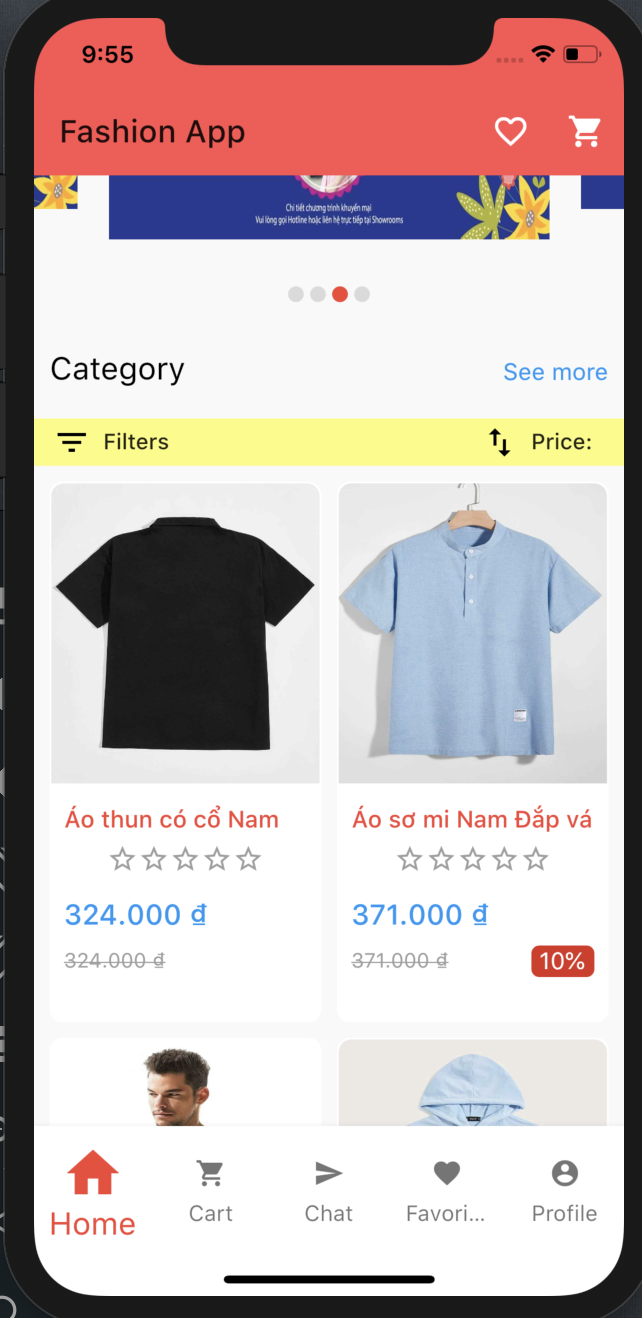 9:55
Fashion App
Chi tiết chương trình khuyến mại
Vui lòng gọi Hotline hoặc liên hệ trực tiếp tại Showrooms
Category
See more
Filters
Price:
Áo thun có cổ Nam
Áo sơ mi Nam Đắp vá
324.000 ₫
371.000 ₫
324.000 ₫
371.000 ₫
10%
Home
Cart
Chat
Favori...
Profile